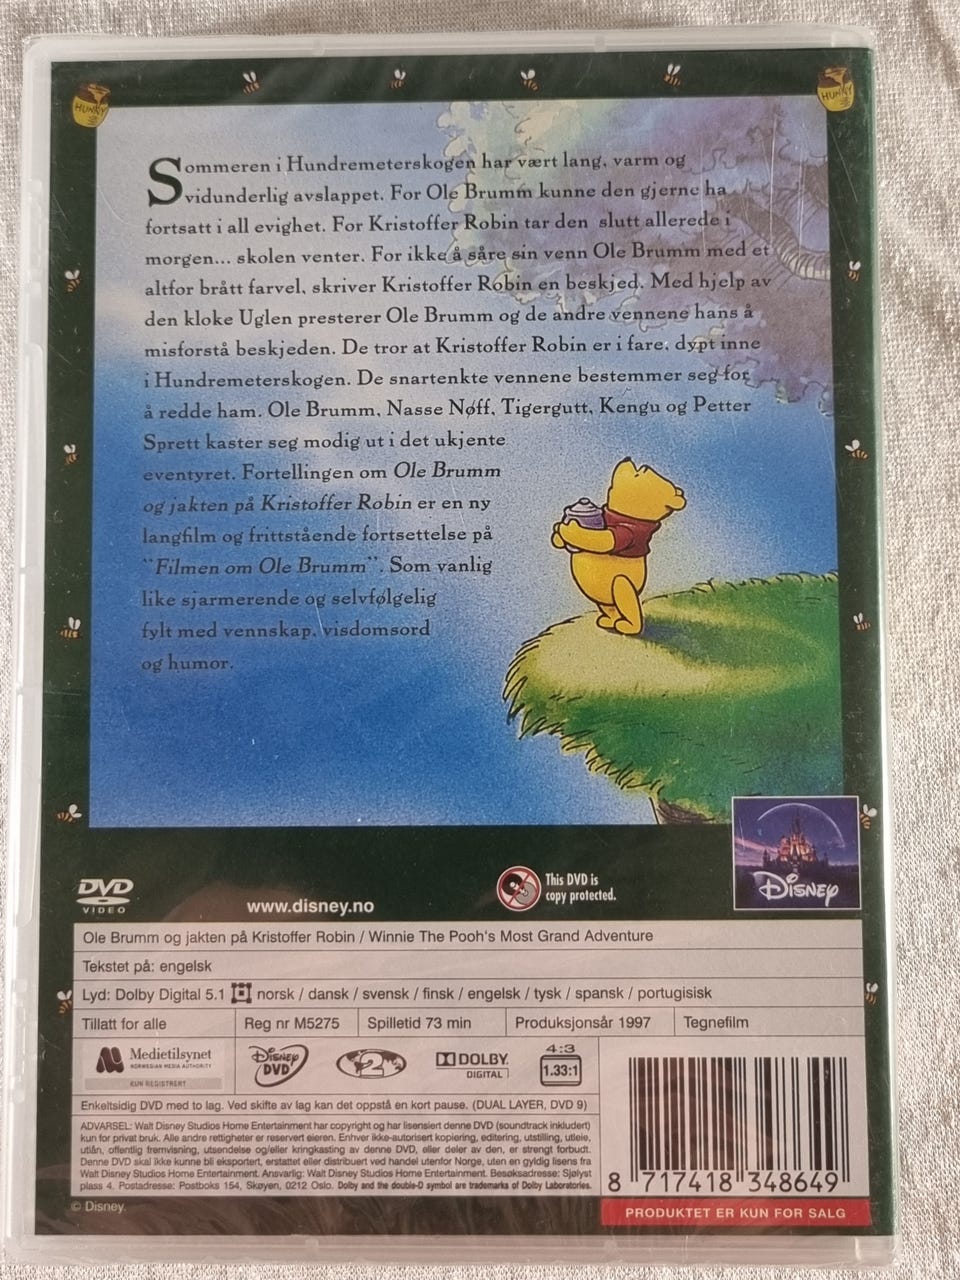 HUNNY
HUNNY
Sommeren i Hundremeterskogen har vært lang, varm og
vidunderlig avslappet. For Ole Brumm kunne den gjerne ha
fortsatt i all evighet. For Kristoffer Robin tar den slutt allerede i
morgen... skolen venter. For ikke å såre sin venn Ole Brumm med et
altfor brått farvel, skriver Kristoffer Robin en beskjed. Med hjelp av
den kloke Uglen presterer Ole Brumm og de andre vennene hans å
misforstå beskjeden. De tror at Kristoffer Robin er i fare, dypt inne
i Hundremeterskogen. De snartenkte vennene bestemmer seg for
å redde ham. Ole Brumm, Nasse Nøff, Tigergutt, Kengu og Petter
Sprett kaster seg modig ut i det ukjente
eventyret. Fortellingen om Ole Brumm
og jakten på Kristoffer Robin er en ny
langfilm og frittstående fortsettelse på
"Filmen om Ole Brumm". Som vanlig
like sjarmerende og selvfølgelig
fylt med vennskap, visdomsord
og humor.
DVD
VIDEO
www.disney.no
This DVD is
copy protected.
DISNEY
Ole Brumm og jakten på Kristoffer Robin / Winnie The Pooh's Most Grand Adventure
Tekstet på: engelsk
Lyd: Dolby Digital 5.1 norsk / dansk / svensk / finsk / engelsk / tysk / spansk / portugisisk
Tillatt for alle Reg nr M5275 Spilletid 73 min Produksjonsår 1997 Tegnefilm
Medietilsynet
NORWEGIAN MEDIA AUTHORITY
KUN REGISTRERT
DISNEY
DVD
2
DOLBY
DIGITAL
4:3
1.33:1
Enkeltsidig DVD med to lag. Ved skifte av lag kan det oppstå en kort pause. (DUAL LAYER, DVD 9)
ADVARSEL: Walt Disney Studios Home Entertainment har copyright og har lisensiert denne DVD (soundtrack inkludert)
kun for privat bruk. Alle andre rettigheter er reservert eieren. Enhver ikke-autorisert kopiering, editering, utstilling, utleie,
utlån, offentlig fremvisning, utsendelse og/eller kringkasting av denne DVD, eller deler av den, er strengt forbudt.
Denne DVD skal ikke kunne bli eksportert, erstattet eller distribuert ved handel utenfor Norge, uten en gyldig lisens fra
Walt Disney Studios Home Entertainment. Ansvarlig: Walt Disney Studios Home Entertainment. Besøksadresse: Sjølyst
plass 4. Postadresse: Postboks 154, Skøyen, 0212 Oslo. Dolby and the double-D symbol are trademarks of Dolby Laboratories.
8 717418 348649
© Disney.
PRODUKTET ER KUN FOR SALG